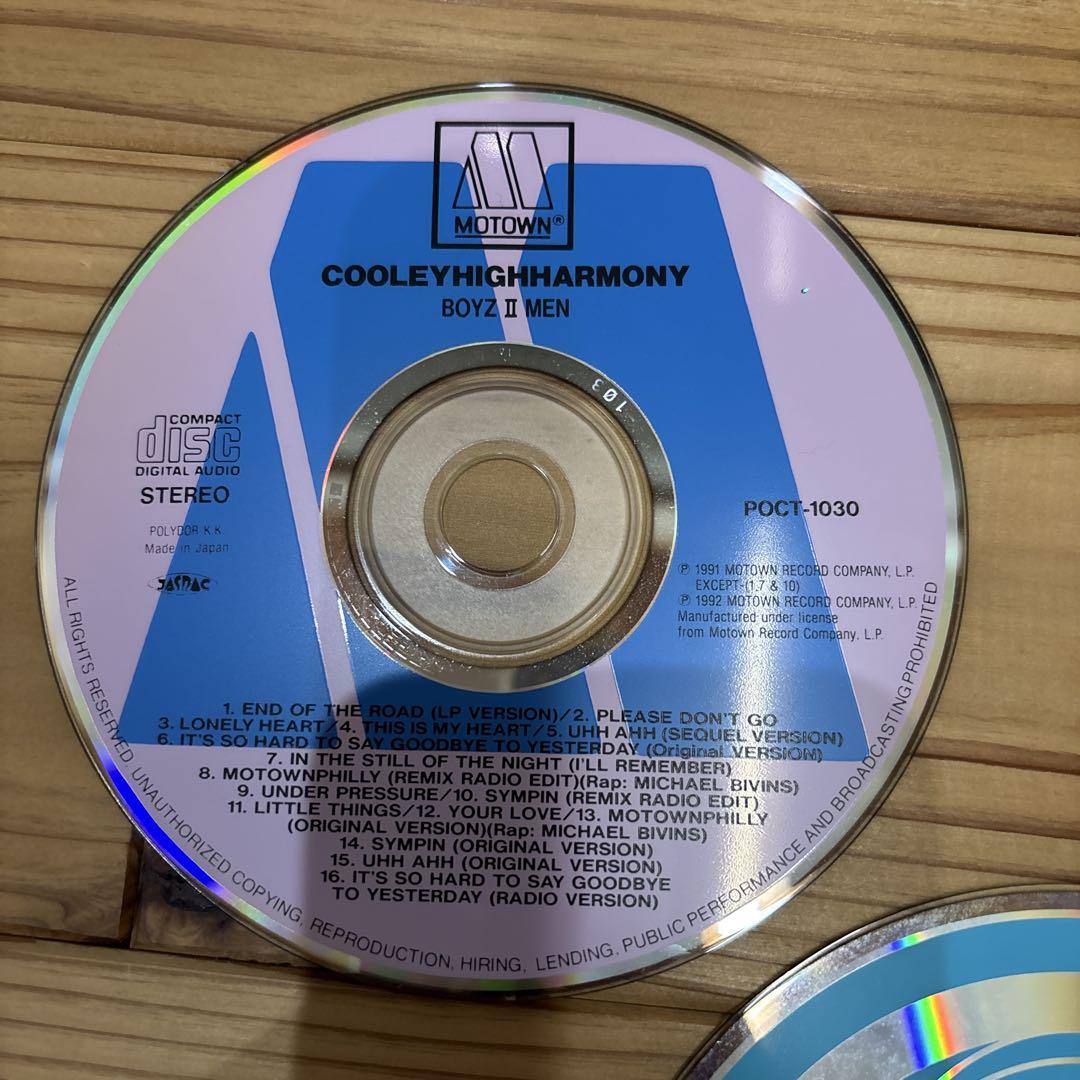 MOTOWN®
COOLEYHIGHHARMONY
BOYZ II MEN
103
COMPACT
disc
DIGITAL AUDIO
STEREO
POLYDOR K.K.
Made in Japan
JASRAC
POCT-1030
℗ 1991 MOTOWN RECORD COMPANY, L.P.
EXCEPT-(1.7 & 10)
℗ 1992 MOTOWN RECORD COMPANY, L.P.
Manufactured under license
from Motown Record Company, L.P.
1. END OF THE ROAD (LP VERSION)/2. PLEASE DON'T GO
3. LONELY HEART/4. THIS IS MY HEART/5. UHH AHH (SEQUEL VERSION)
6. IT'S SO HARD TO SAY GOODBYE TO YESTERDAY (Original VERSION)
7. IN THE STILL OF THE NIGHT (I'LL REMEMBER)
8. MOTOWNPHILLY (REMIX RADIO EDIT)(Rap: MICHAEL BIVINS)
9. UNDER PRESSURE/10. SYMPIN (REMIX RADIO EDIT)
11. LITTLE THINGS/12. YOUR LOVE/13. MOTOWNPHILLY
(ORIGINAL VERSION)(Rap: MICHAEL BIVINS)
14. SYMPIN (ORIGINAL VERSION)
15. UHH AHH (ORIGINAL VERSION)
16. IT'S SO HARD TO SAY GOODBYE
TO YESTERDAY (RADIO VERSION)
ALL RIGHTS RESERVED. UNAUTHORIZED COPYING, REPRODUCTION, HIRING, LENDING, PUBLIC PERFORMANCE AND BROADCASTING PROHIBITED